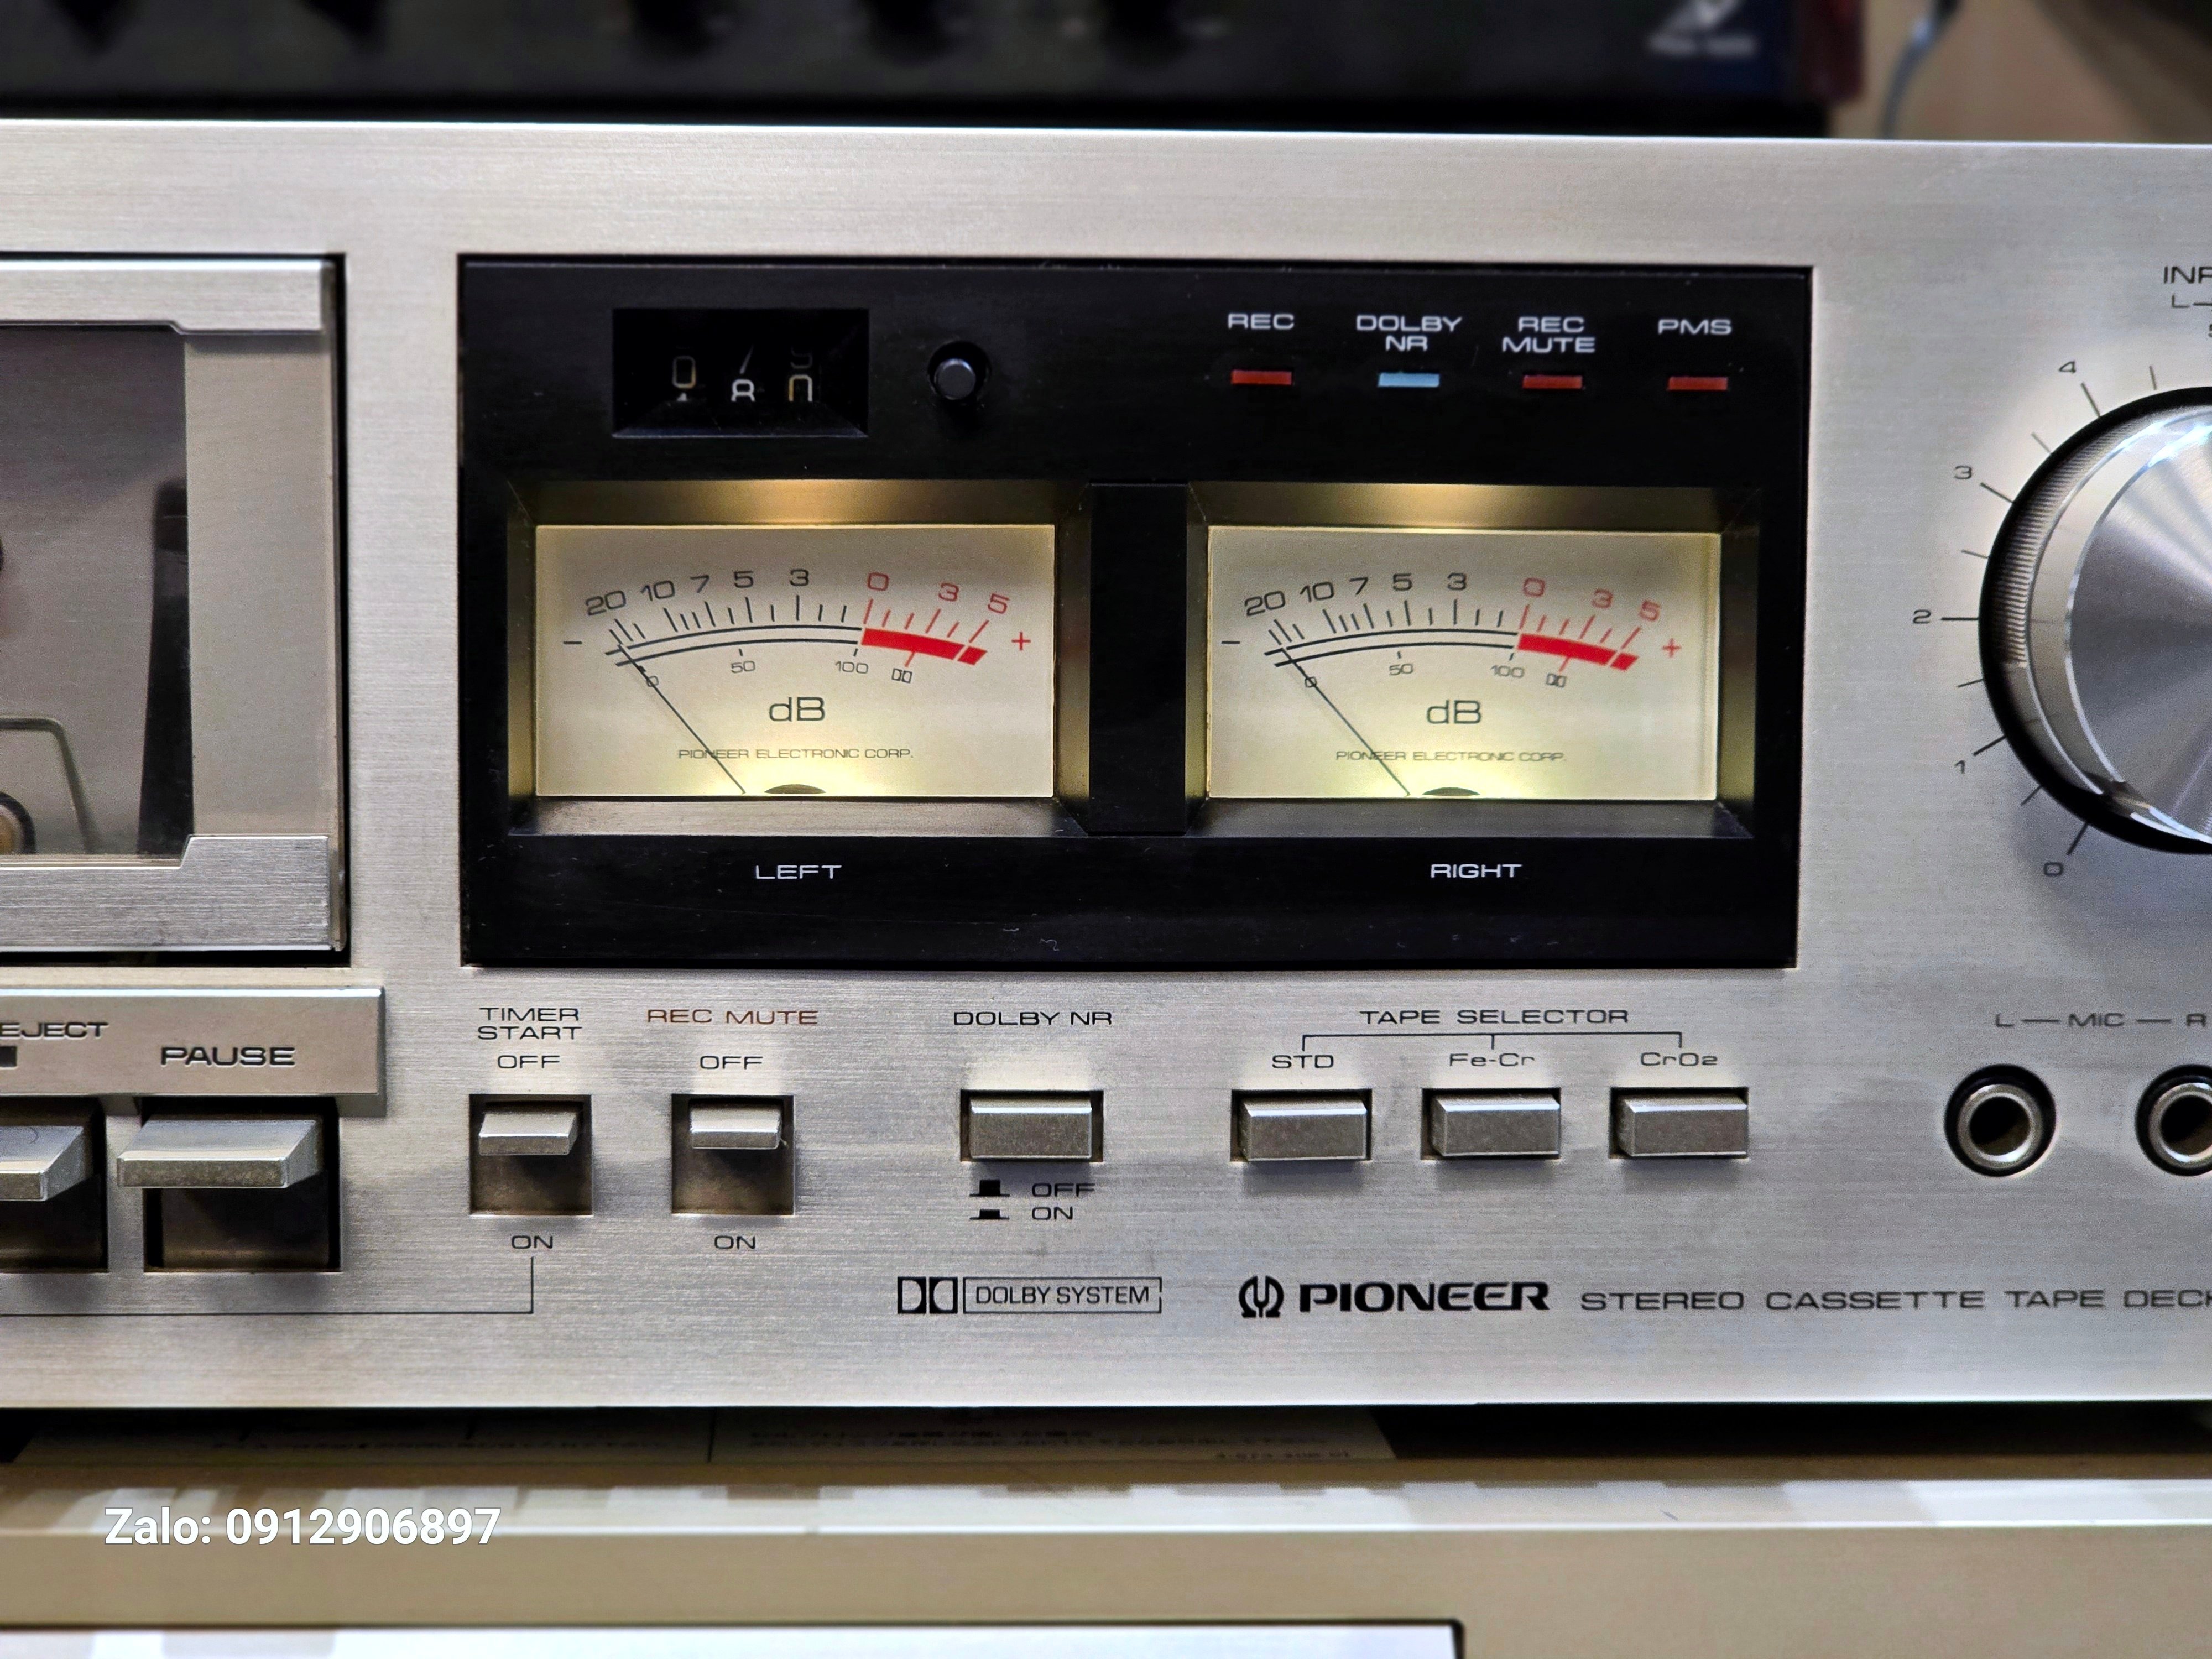 REC
DOLBY NR
REC MUTE
PMS
INP
L
4
3
2
1
0
20 10 7 5 3 0 3 5
- +
0 50 100
dB
PIONEER ELECTRONIC CORP.
LEFT
20 10 7 5 3 0 3 5
- +
0 50 100
dB
PIONEER ELECTRONIC CORP.
RIGHT
EJECT
PAUSE
TIMER
START
OFF
ON
REC MUTE
OFF
ON
DOLBY NR
OFF
ON
TAPE SELECTOR
STD Fe-Cr CrO2
L — MIC — R
DOLBY SYSTEM
PIONEER STEREO CASSETTE TAPE DECK
Zalo: 0912906897